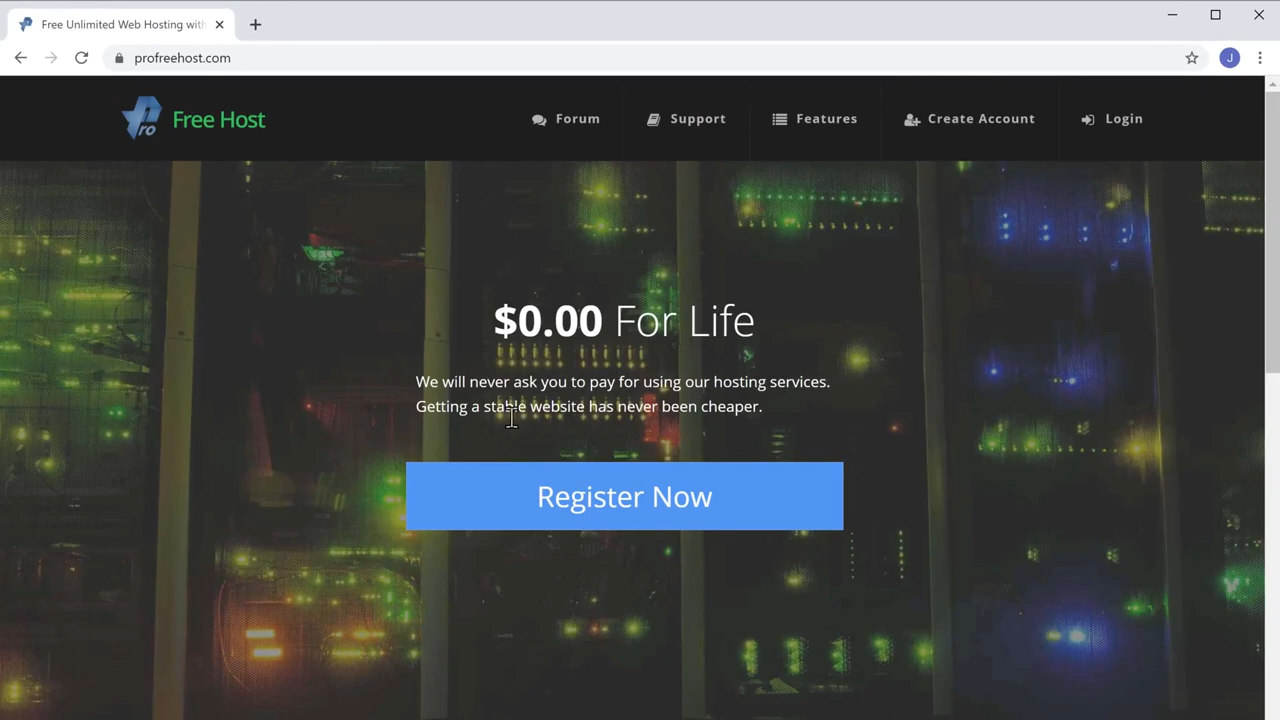 Free Unlimited Web Hosting with
profreehost.com
J
Pro Free Host
Forum
Support
Features
Create Account
Login
$0.00 For Life
We will never ask you to pay for using our hosting services.
Getting a stable website has never been cheaper.
Register Now